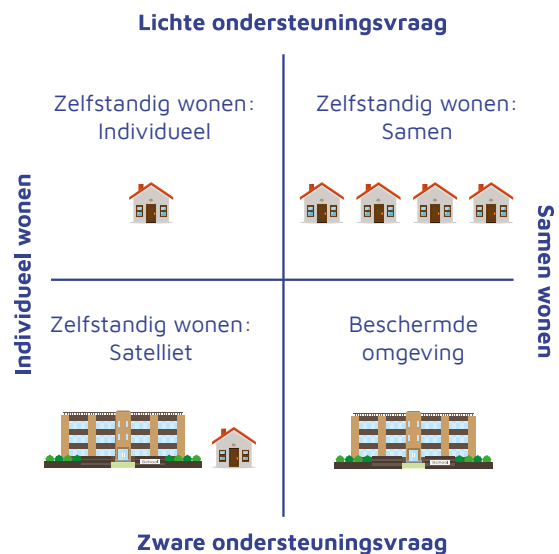 Lichte ondersteuningsvraag
Zelfstandig wonen:
Individueel
Zelfstandig wonen:
Samen
Individueel wonen
Samen wonen
Zelfstandig wonen:
Satelliet
Beschermde
omgeving
Zware ondersteuningsvraag